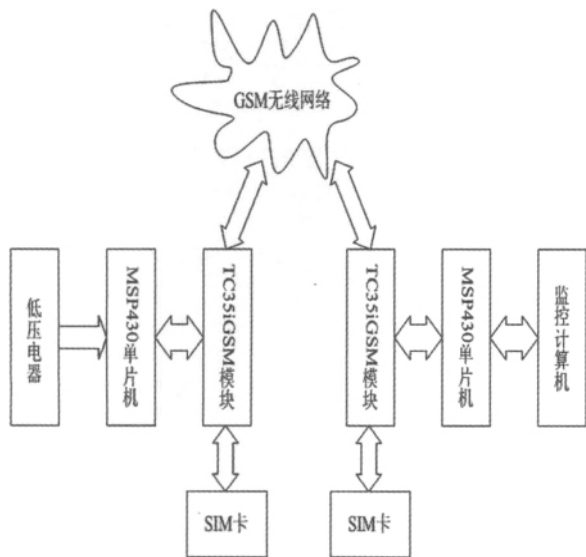 GSM无线网络
低压电器
MSP430单片机
TC35iGSM模块
TC35iGSM模块
MSP430单片机
监控计算机
SIM卡
SIM卡